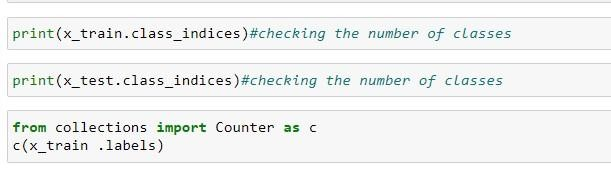 print(x_train.class_indices)#checking the number of classes
print(x_test.class_indices)#checking the number of classes
from collections import Counter as c
c(x_train .labels)